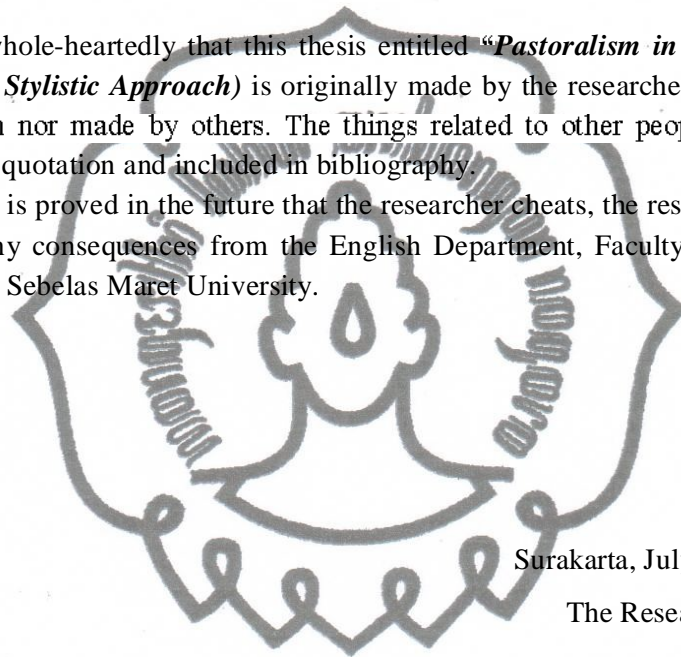 whole-heartedly that this thesis entitled “Pastoralism in
Stylistic Approach) is originally made by the researche
nor made by others. The things related to other peop
quotation and included in bibliography.
is proved in the future that the researcher cheats, the res
ny consequences from the English Department, Faculty
Sebelas Maret University.
Surakarta, Jul
The Resea